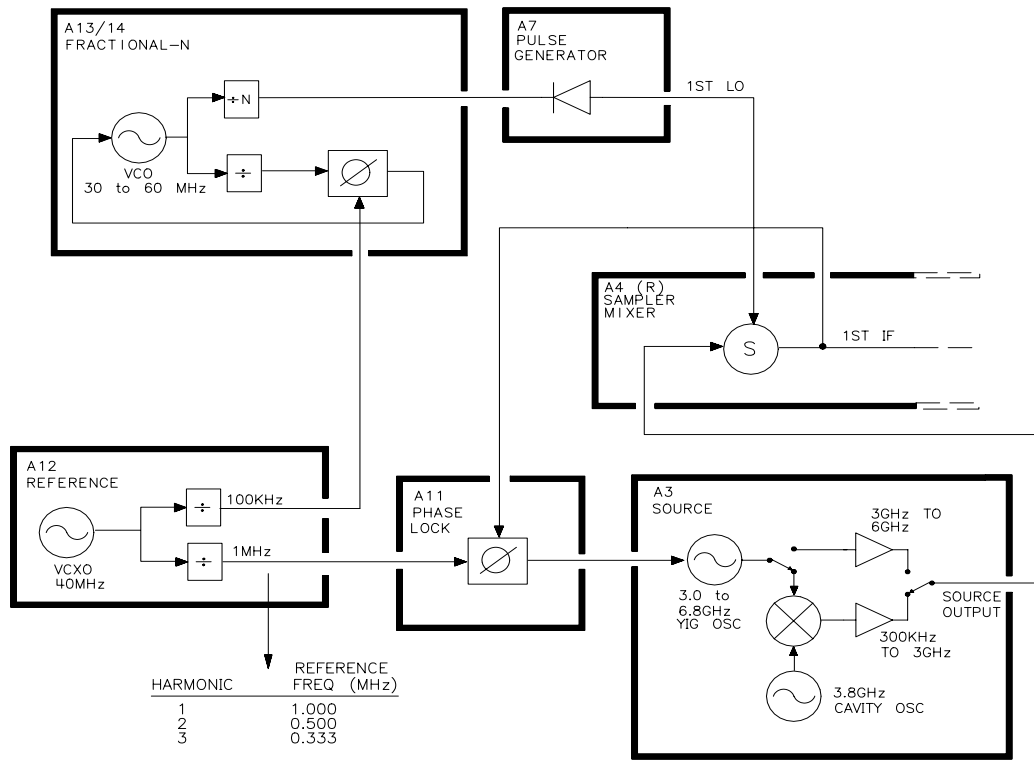 A13/14
FRACTIONAL-N
÷N
VCO
30 to 60 MHz
÷
Ø
A7
PULSE
GENERATOR
1ST LO
A4 (R)
SAMPLER
MIXER
S
1ST IF
A12
REFERENCE
VCXO
40MHz
÷
100KHz
÷
1MHz
A11
PHASE
LOCK
Ø
A3
SOURCE
3.0 to
6.8GHz
YIG OSC
3GHz TO
6GHz
300KHz
TO 3GHz
SOURCE
OUTPUT
3.8GHz
CAVITY OSC
REFERENCE
HARMONIC FREQ (MHz)
1 1.000
2 0.500
3 0.333